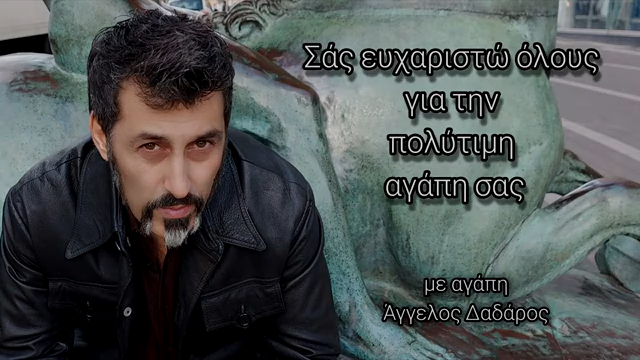 Σάς ευχαριστώ όλους
για την
πολύτιμη
αγάπη σας
με αγάπη
Άγγελος Δαδάρος